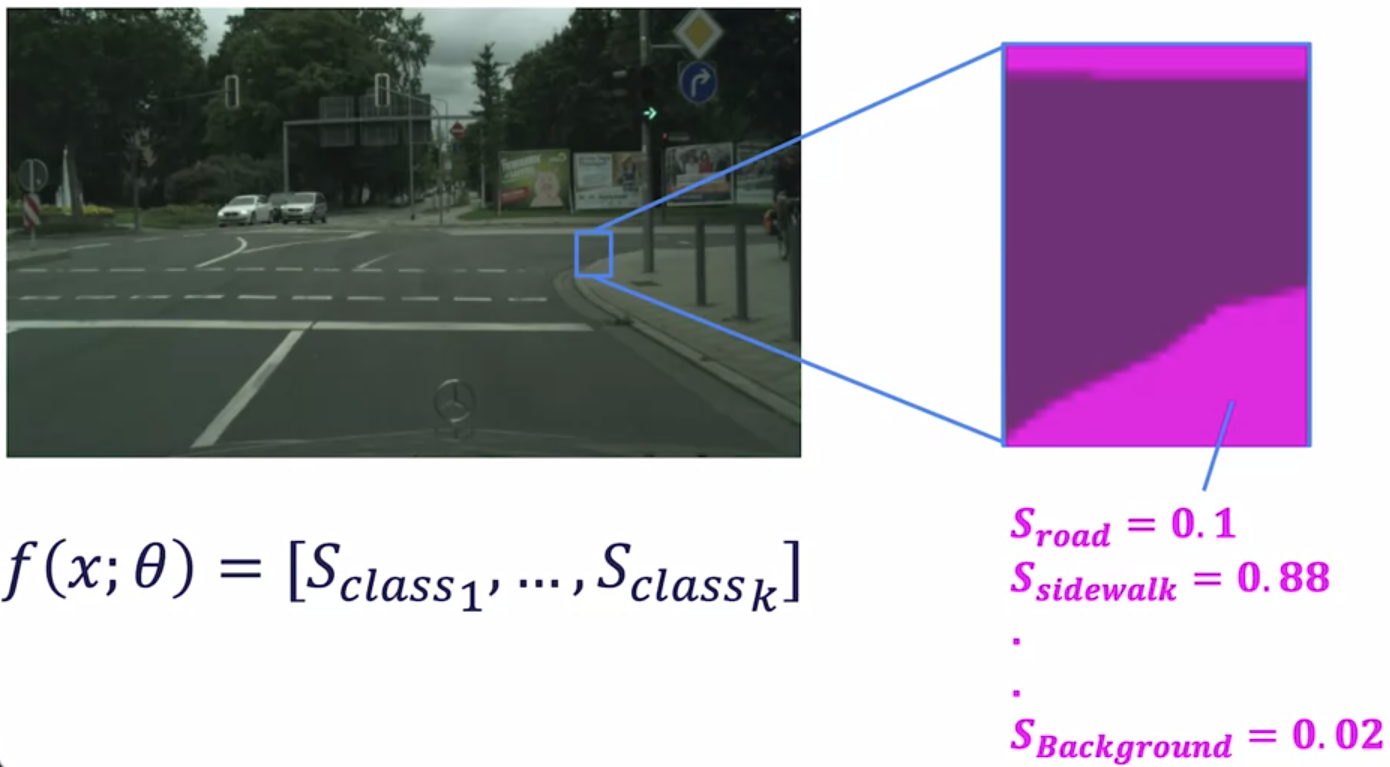 f(x; θ) = [S_class_1, ..., S_class_k]
S_road = 0.1
S_sidewalk = 0.88
.
.
S_Background = 0.02